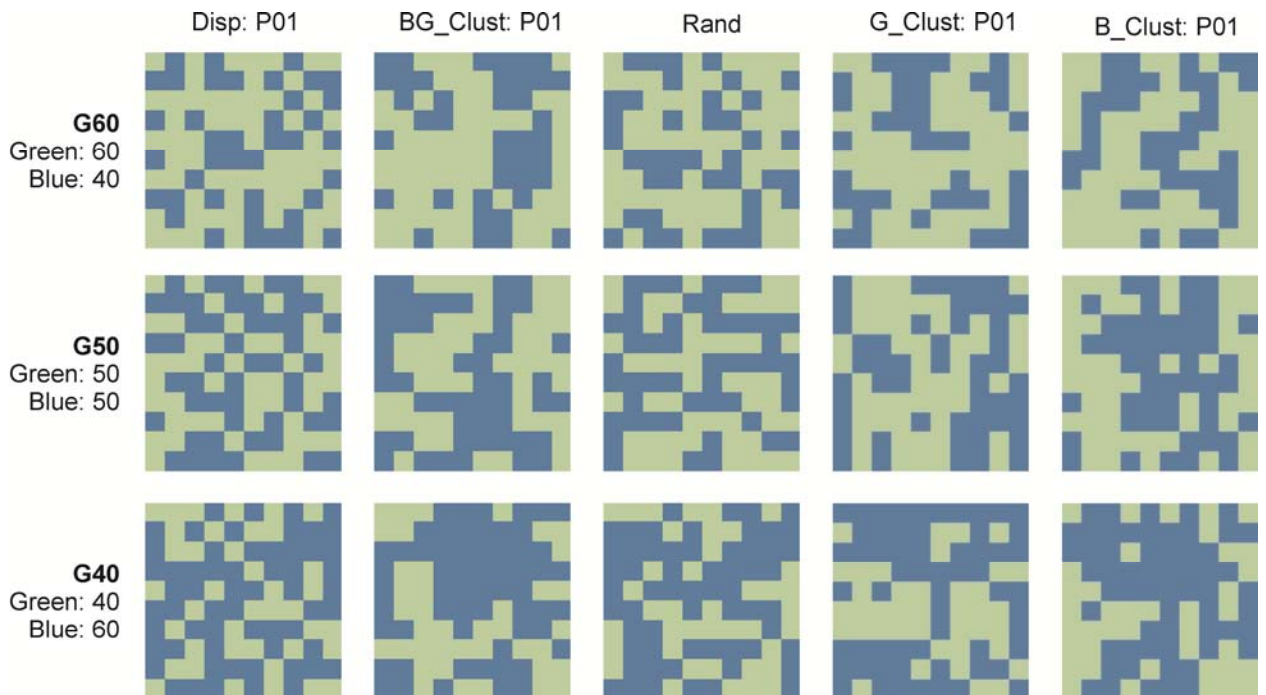 Disp: P01
BG_Clust: P01
Rand
G_Clust: P01
B_Clust: P01
G60
Green: 60
Blue: 40
G50
Green: 50
Blue: 50
G40
Green: 40
Blue: 60